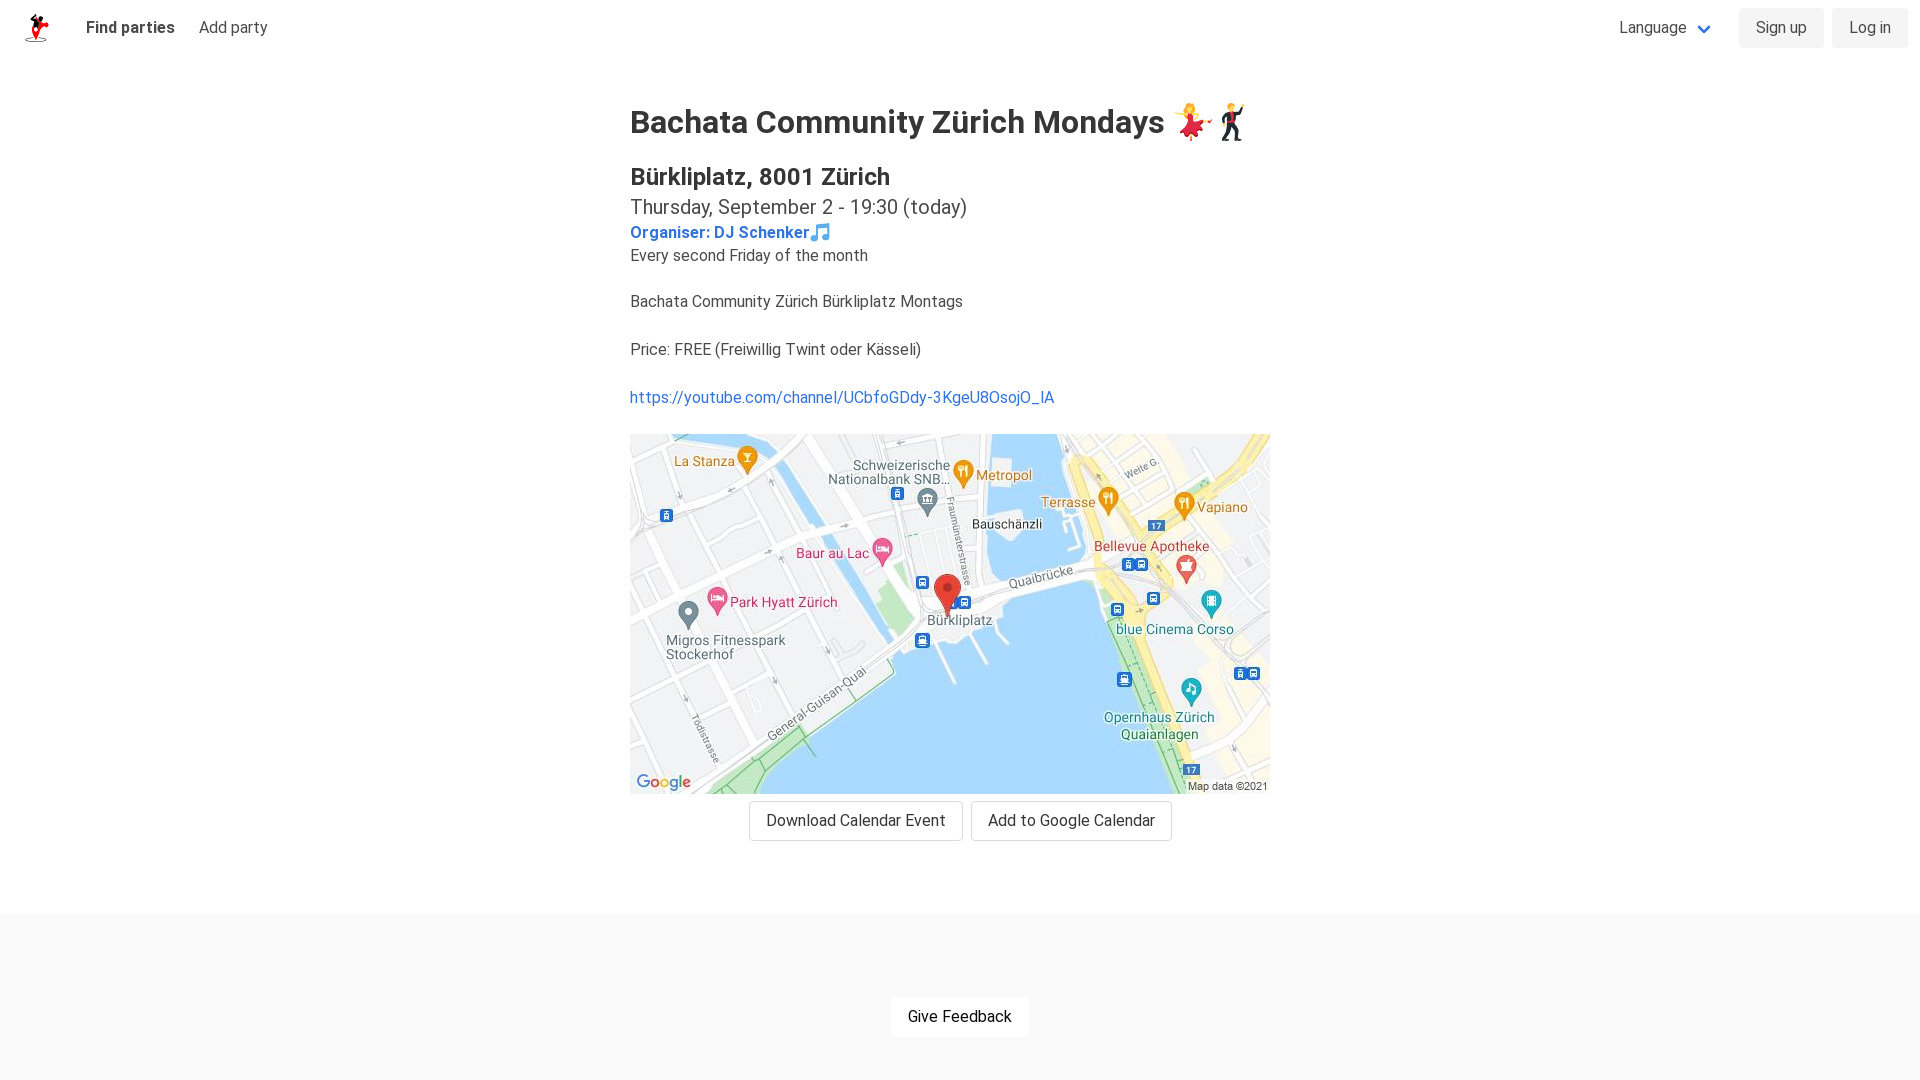 Find parties
Add party
Language
Sign up
Log in
Bachata Community Zürich Mondays 💃🕺
Bürkliplatz, 8001 Zürich
Thursday, September 2 - 19:30 (today)
Organiser: DJ Schenker🎵
Every second Friday of the month
Bachata Community Zürich Bürkliplatz Montags
Price: FREE (Freiwillig Twint oder Kässeli)
https://youtube.com/channel/UCbfoGDdy-3KgeU8OsojO_lA
La Stanza
Schweizerische
Nationalbank SNB...
Metropol
Weite G.
Terrasse
Vapiano
Fraumünsterstrasse
Bauschänzli
17
Baur au Lac
Bellevue Apotheke
Quaibrücke
Park Hyatt Zürich
Bürkliplatz
blue Cinema Corso
Migros Fitnesspark
Stockerhof
General-Guisan-Quai
Tödistrasse
Opernhaus Zürich
Quaianlagen
17
Google
Map data ©2021
Download Calendar Event
Add to Google Calendar
Give Feedback